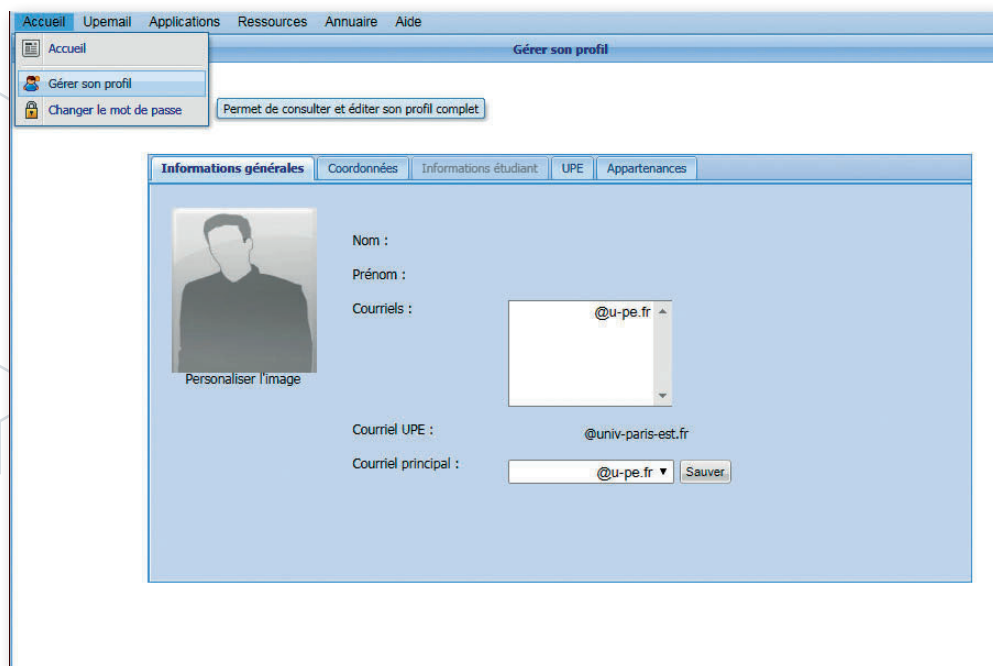 Accueil Upemail Applications Ressources Annuaire Aide
Accueil
Gérer son profil
Gérer son profil
Changer le mot de passe
Permet de consulter et éditer son profil complet
Informations générales Coordonnées Informations étudiant UPE Appartenances
Nom :
Prénom :
Courriels :
@u-pe.fr
Personaliser l'image
Courriel UPE :
@univ-paris-est.fr
Courriel principal :
@u-pe.fr
Sauver